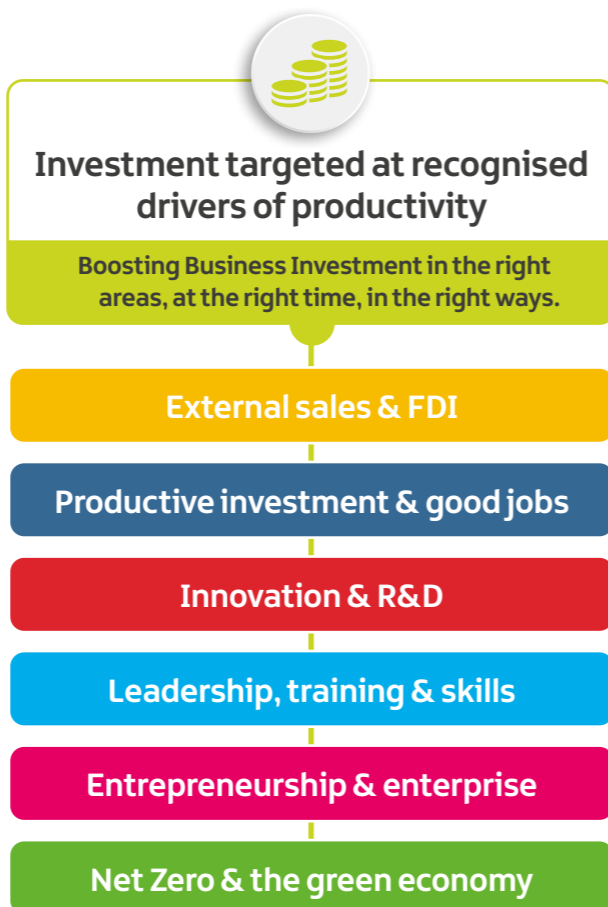 Investment targeted at recognised
drivers of productivity
Boosting Business Investment in the right
areas, at the right time, in the right ways.
External sales & FDI
Productive investment & good jobs
Innovation & R&D
Leadership, training & skills
Entrepreneurship & enterprise
Net Zero & the green economy